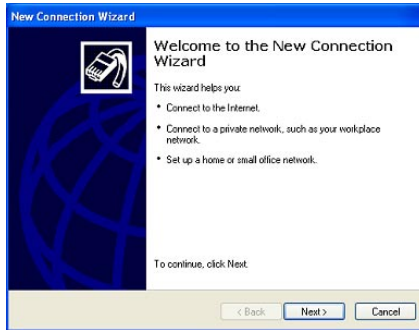 New Connection Wizard
Welcome to the New Connection
Wizard
This wizard helps you:
• Connect to the Internet.
• Connect to a private network, such as your workplace
network.
• Set up a home or small office network.
To continue, click Next.
< Back
Next >
Cancel